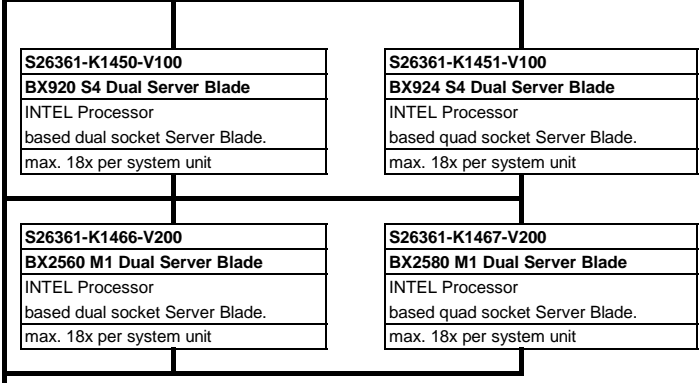 S26361-K1450-V100
BX920 S4 Dual Server Blade
INTEL Processor
based dual socket Server Blade.
max. 18x per system unit
S26361-K1451-V100
BX924 S4 Dual Server Blade
INTEL Processor
based quad socket Server Blade.
max. 18x per system unit
S26361-K1466-V200
BX2560 M1 Dual Server Blade
INTEL Processor
based dual socket Server Blade.
max. 18x per system unit
S26361-K1467-V200
BX2580 M1 Dual Server Blade
INTEL Processor
based quad socket Server Blade.
max. 18x per system unit